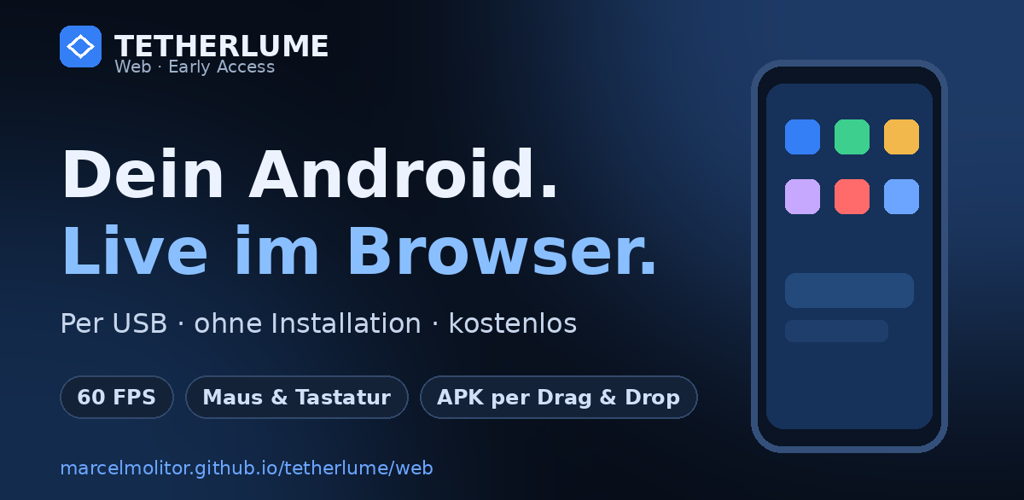 TETHERLUME
Web · Early Access
Dein Android.
Live im Browser.
Per USB · ohne Installation · kostenlos
60 FPS
Maus & Tastatur
APK per Drag & Drop
marcelmolitor.github.io/tetherlume/web